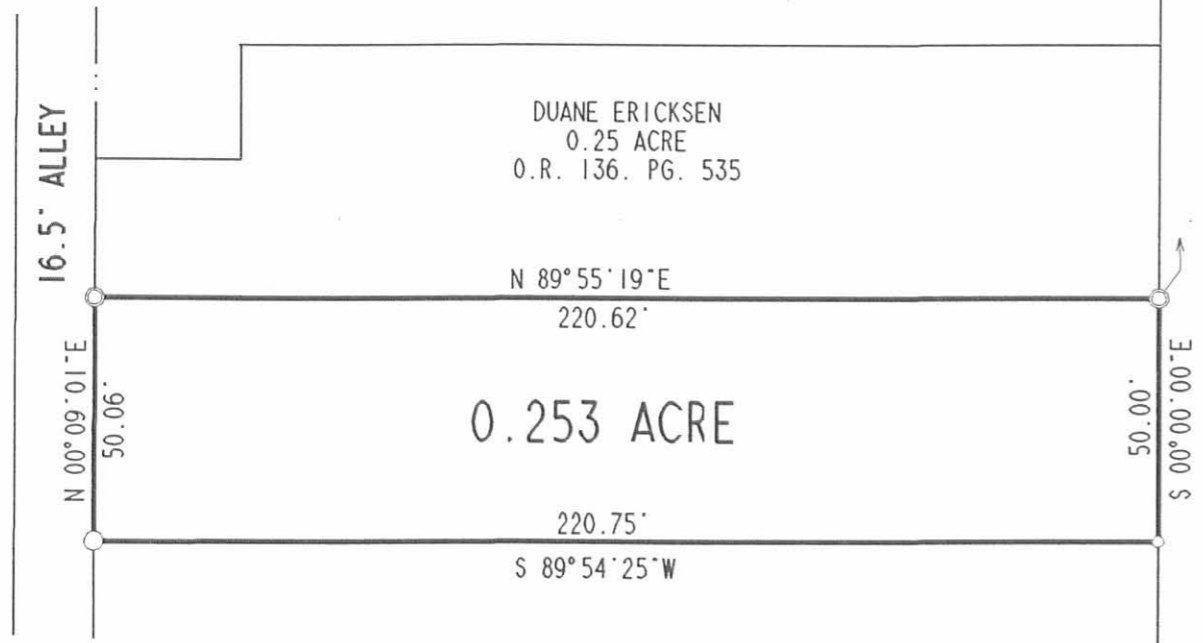 16.5' ALLEY
DUANE ERICKSEN
0.25 ACRE
O.R. 136. PG. 535
N 89°55'19"E
220.62'
N 00°09'01"E
50.06'
0.253 ACRE
50.00'
S 00°00'00"E
220.75'
S 89°54'25"W